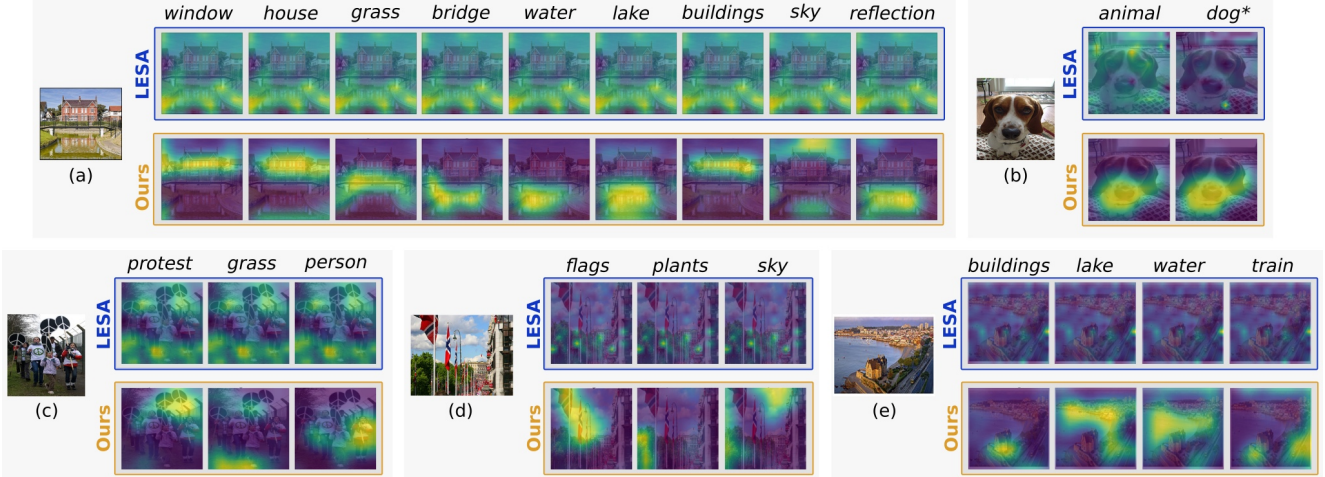 window house grass bridge water lake buildings sky reflection
LESA
Ours
(a)
animal dog*
LESA
Ours
(b)
protest grass person
LESA
Ours
(c)
flags plants sky
LESA
Ours
(d)
buildings lake water train
LESA
Ours
(e)